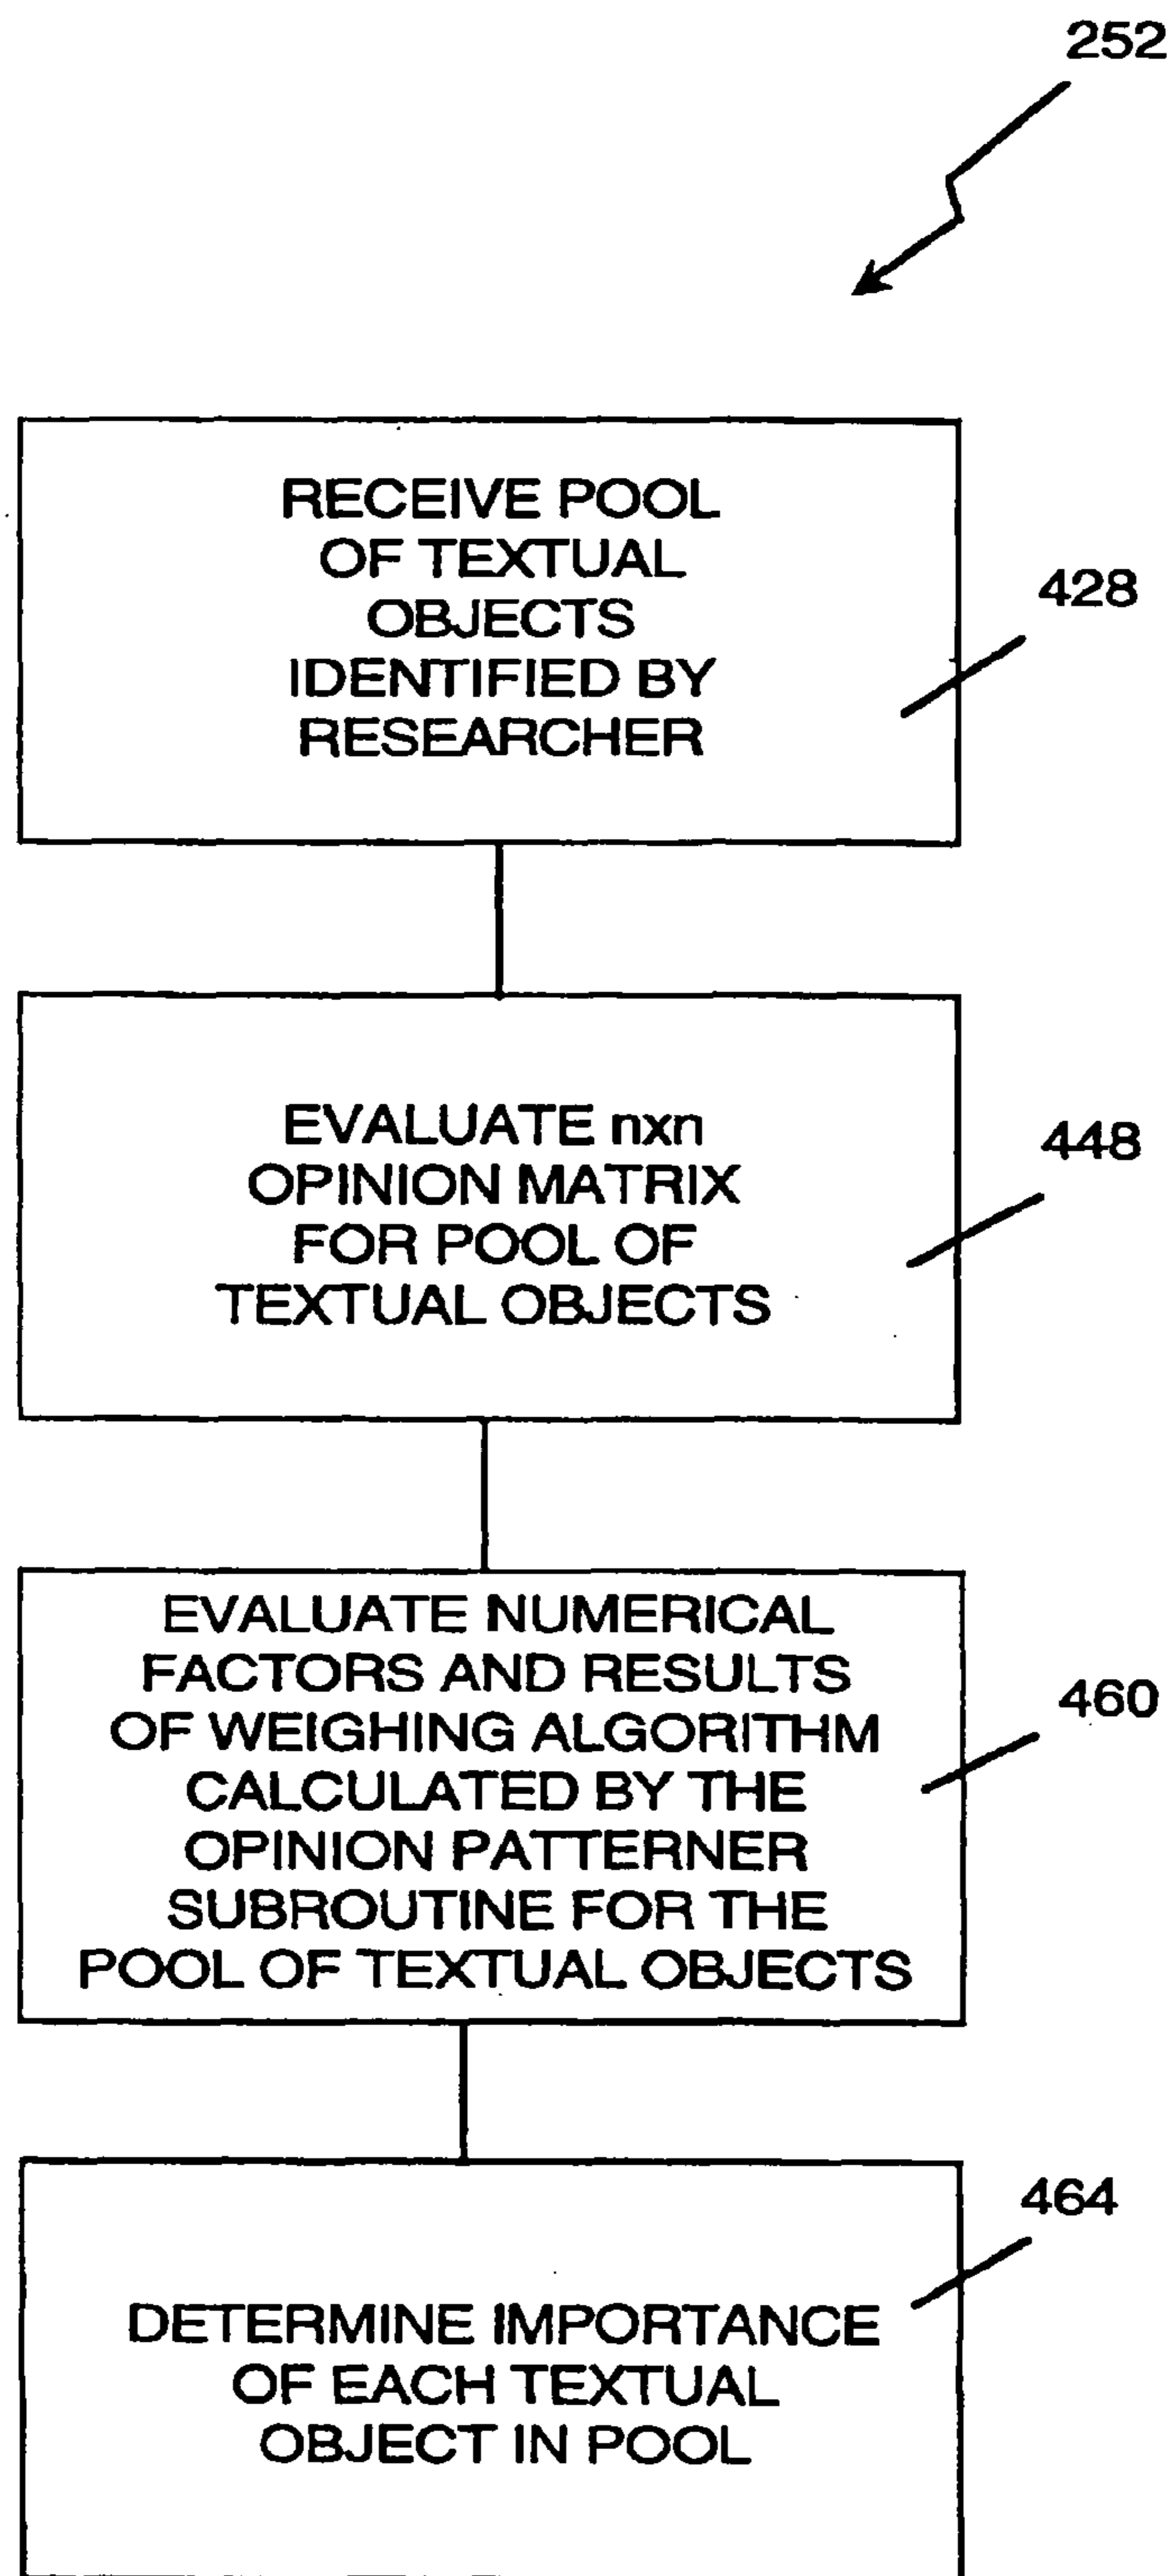 252
RECEIVE POOL
OF TEXTUAL
OBJECTS
IDENTIFIED BY
RESEARCHER
428
EVALUATE nxn
OPINION MATRIX
FOR POOL OF
TEXTUAL OBJECTS
448
EVALUATE NUMERICAL
FACTORS AND RESULTS
OF WEIGHING ALGORITHM
CALCULATED BY THE
OPINION PATTERNER
SUBROUTINE FOR THE
POOL OF TEXTUAL OBJECTS
460
DETERMINE IMPORTANCE
OF EACH TEXTUAL
OBJECT IN POOL
464